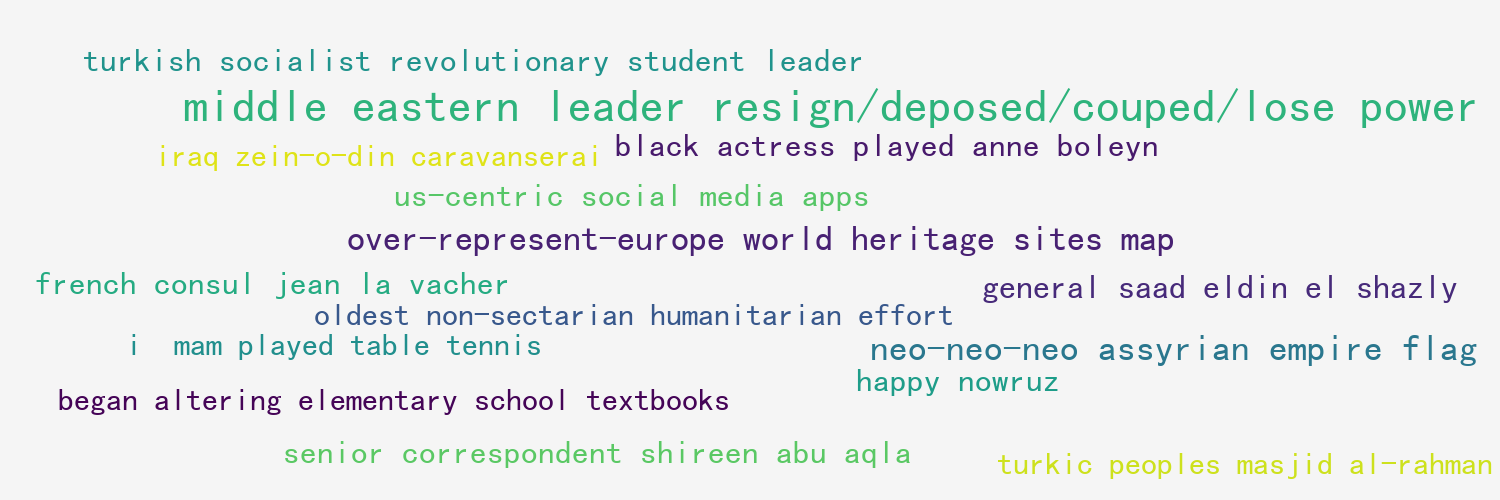 turkish socialist revolutionary student leader
middle eastern leader resign/deposed/couped/lose power
iraq zein-o-din caravanserai
black actress played anne boleyn
us-centric social media apps
over-represent-europe world heritage sites map
french consul jean la vacher
general saad eldin el shazly
oldest non-sectarian humanitarian effort
i mam played table tennis
neo-neo-neo assyrian empire flag
happy nowruz
began altering elementary school textbooks
senior correspondent shireen abu aqla
turkic peoples masjid al-rahman